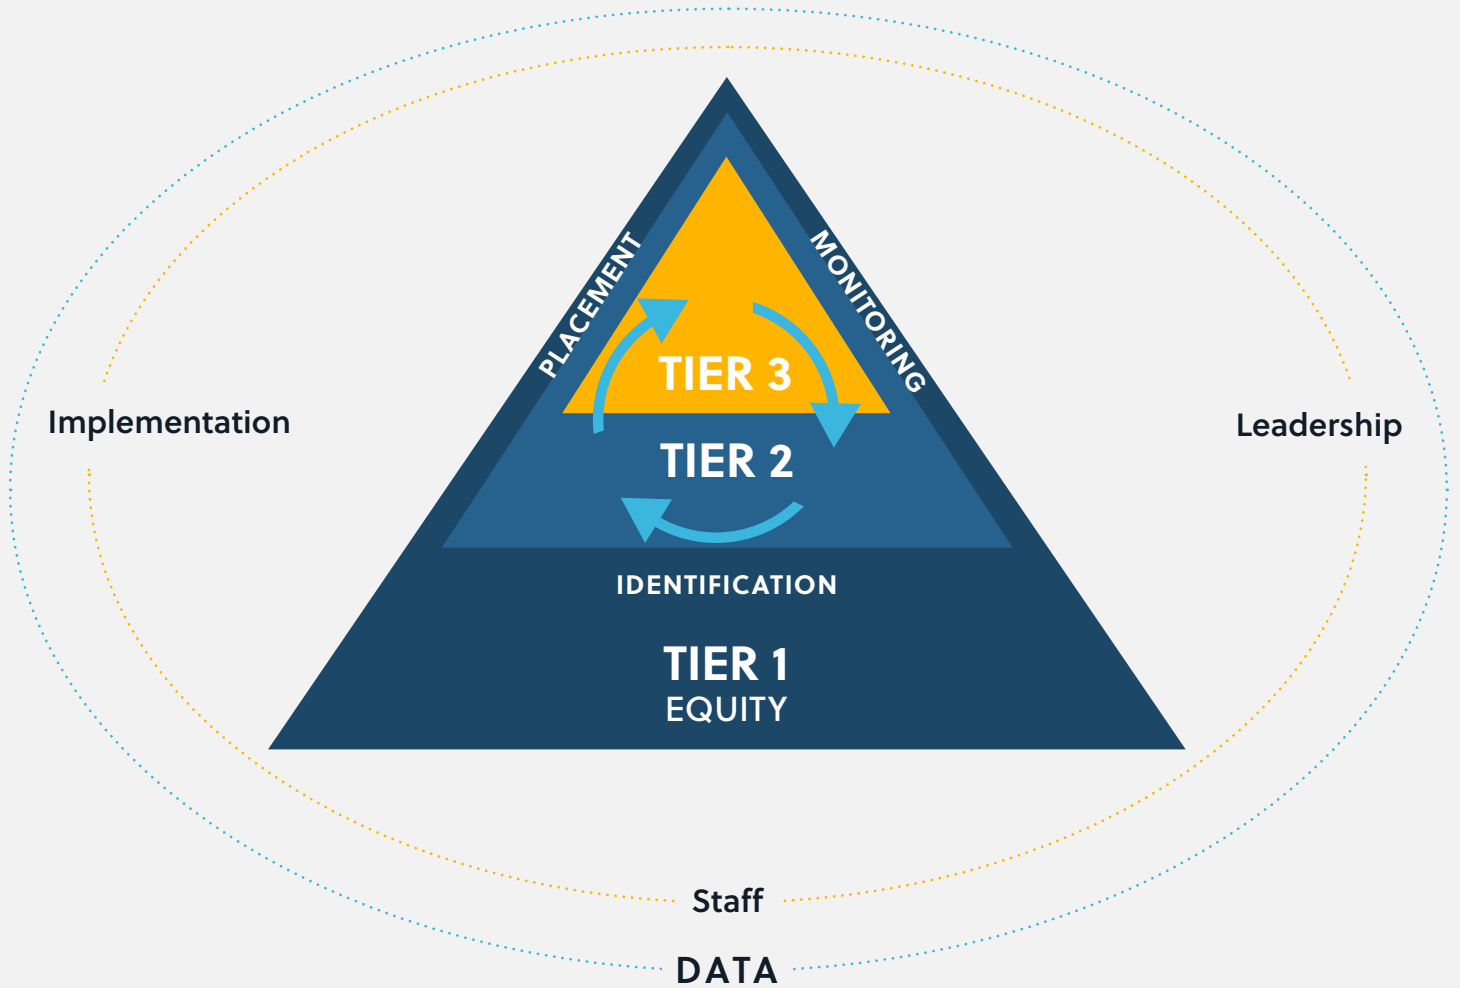 PLACEMENT
MONITORING
TIER 3
Implementation
Leadership
TIER 2
IDENTIFICATION
TIER 1
EQUITY
Staff
DATA